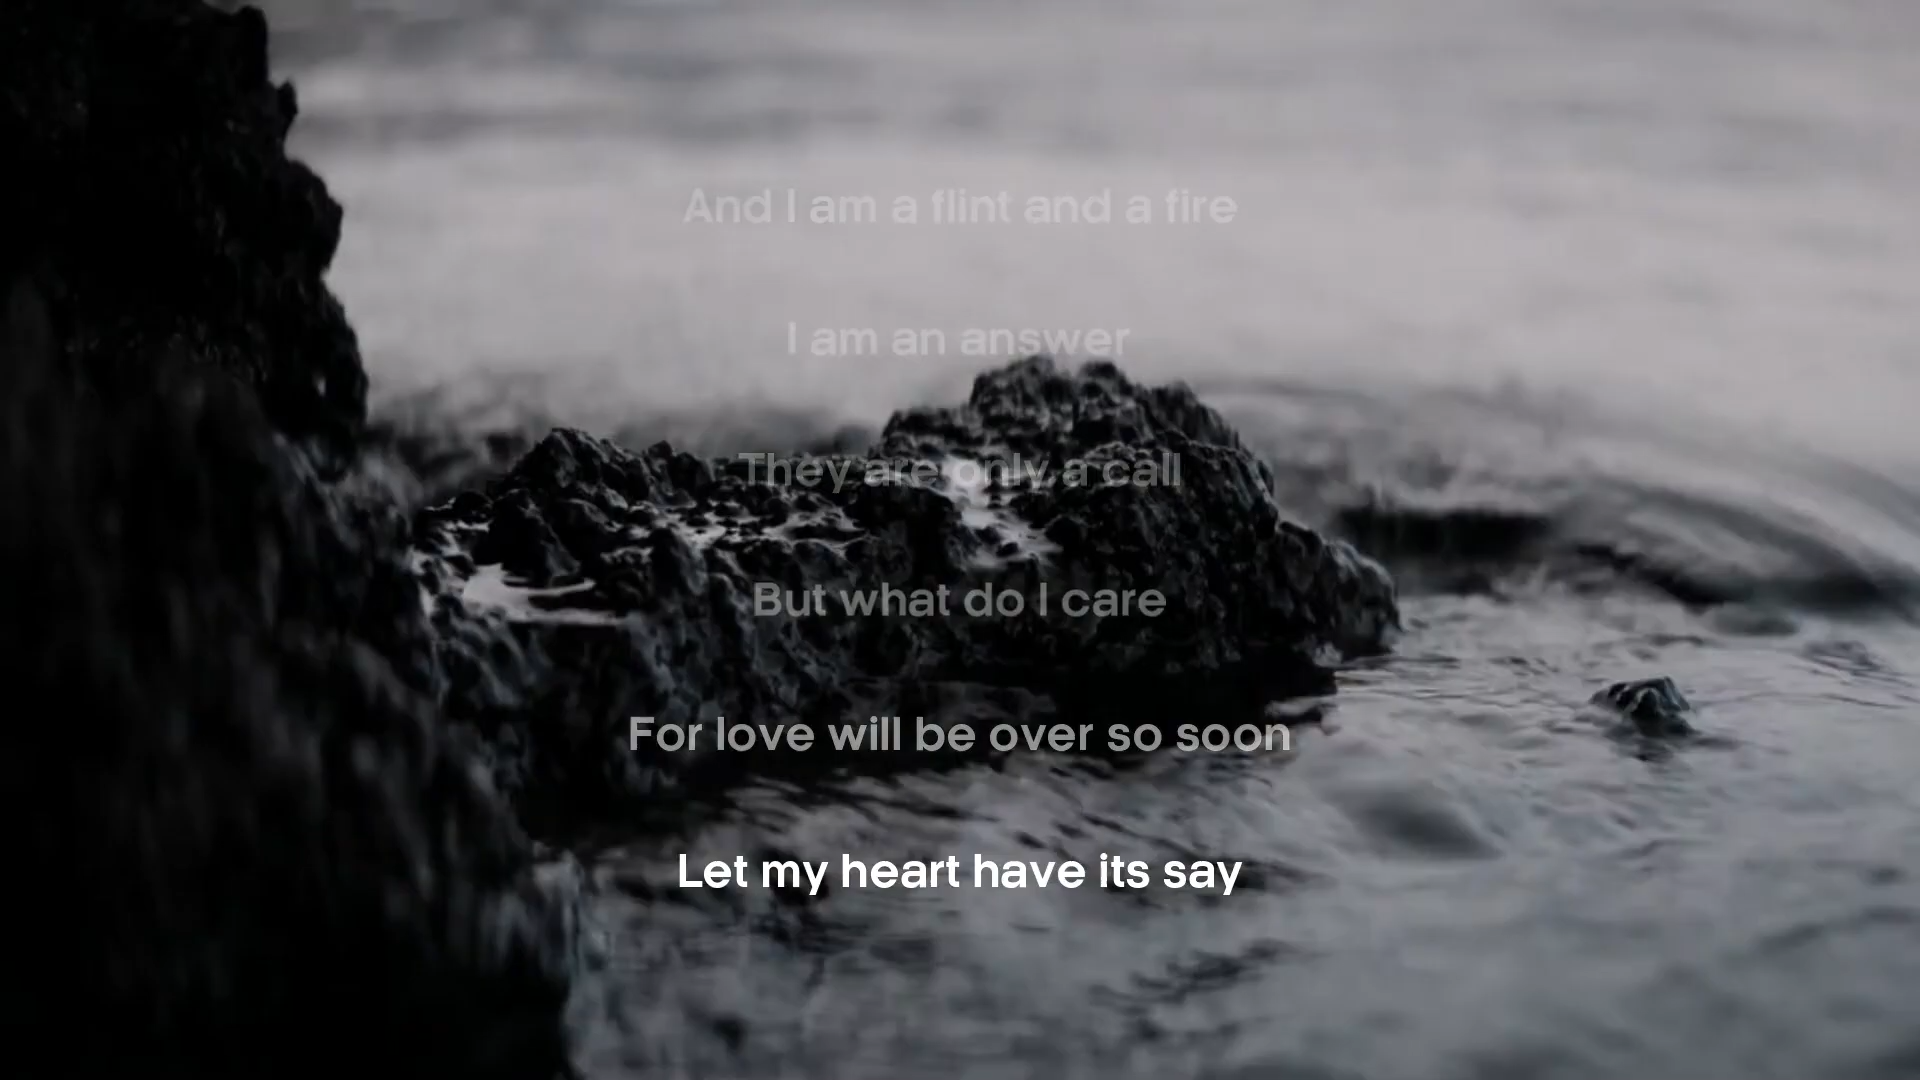 And I am a flint and a fire
I am an answer
They are only a call
But what do I care
For love will be over so soon
Let my heart have its say